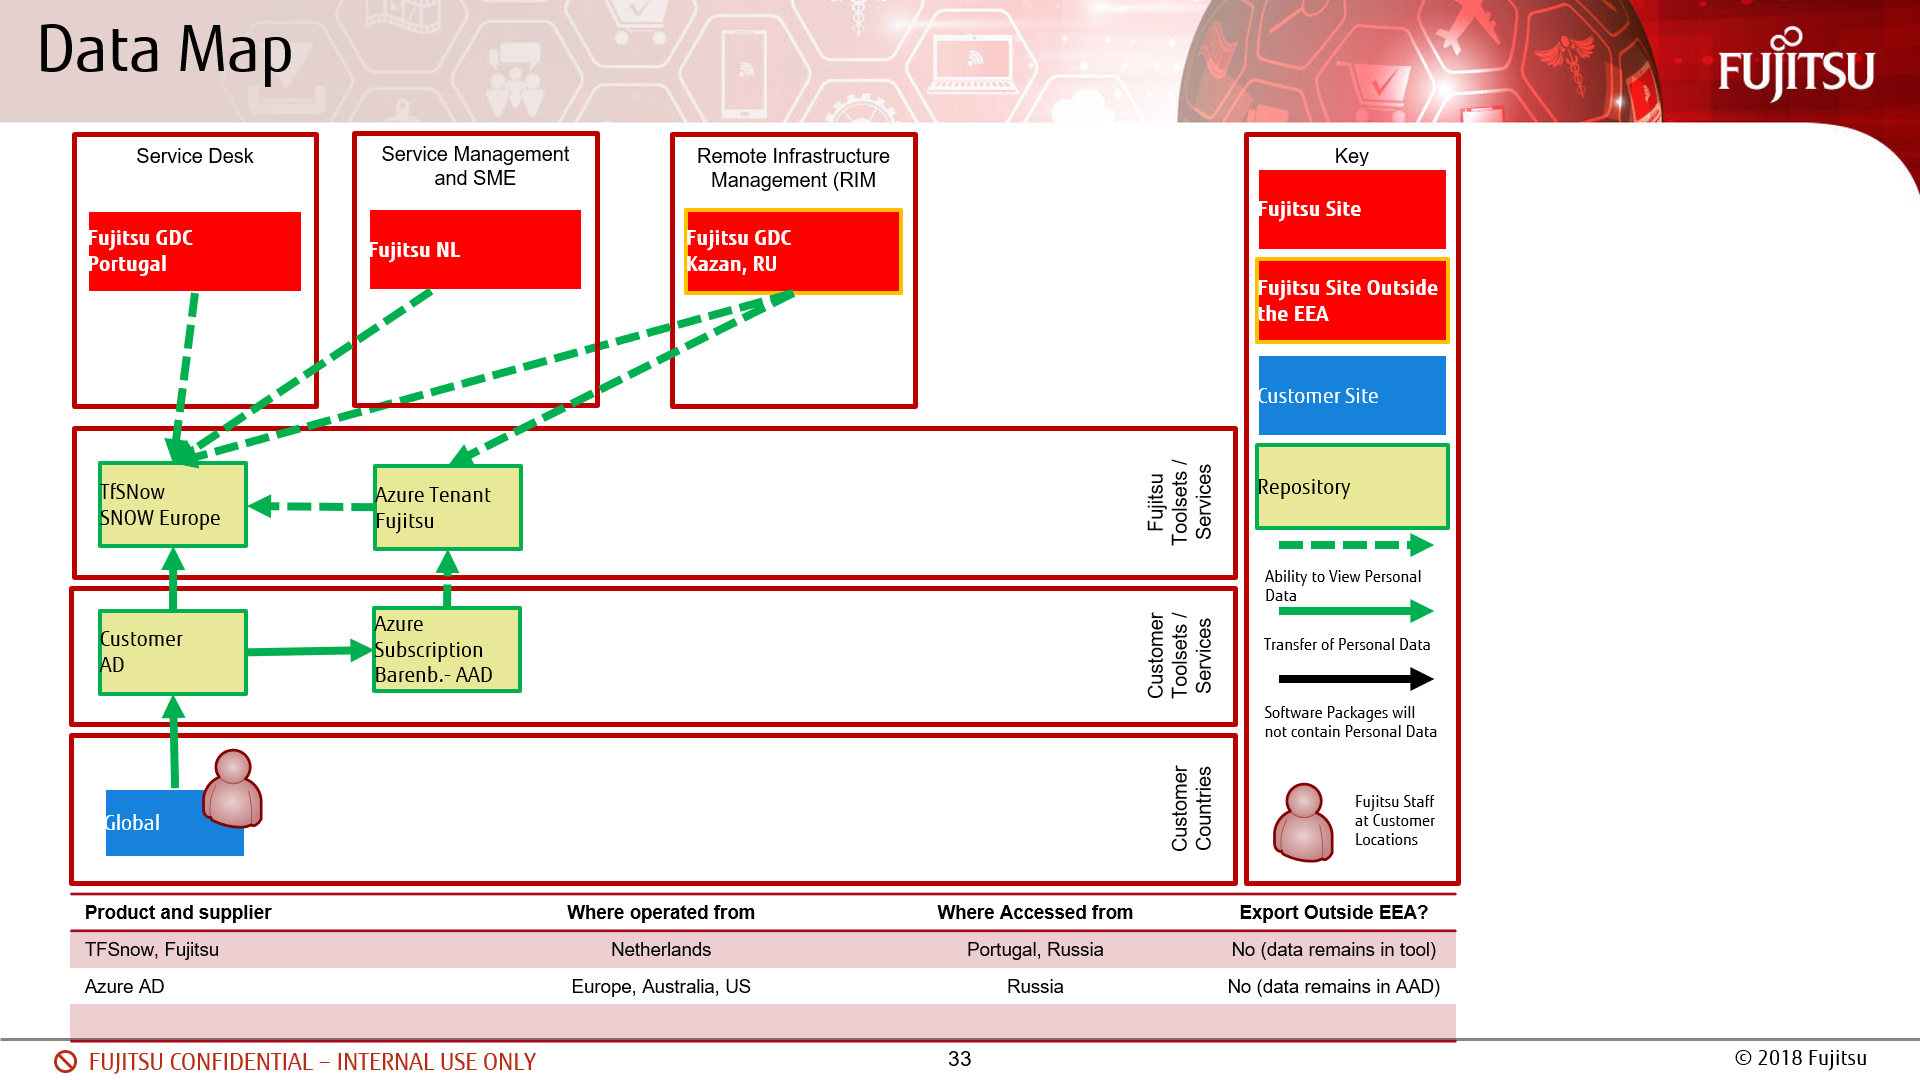 Data Map
FUJITSU
Service Desk
Fujitsu GDC
Portugal
Service Management
and SME
Fujitsu NL
Remote Infrastructure
Management (RIM
Fujitsu GDC
Kazan, RU
Key
Fujitsu Site
Fujitsu Site Outside
the EEA
Customer Site
Repository
Ability to View Personal
Data
Transfer of Personal Data
Software Packages will
not contain Personal Data
Fujitsu Staff
at Customer
Locations
TfSNow
SNOW Europe
Azure Tenant
Fujitsu
Fujitsu
Toolsets /
Services
Customer
AD
Azure
Subscription
Barenb.- AAD
Customer
Toolsets /
Services
Global
Customer
Countries
Product and supplier Where operated from Where Accessed from Export Outside EEA?
TFSnow, Fujitsu Netherlands Portugal, Russia No (data remains in tool)
Azure AD Europe, Australia, US Russia No (data remains in AAD)
FUJITSU CONFIDENTIAL – INTERNAL USE ONLY
33
© 2018 Fujitsu